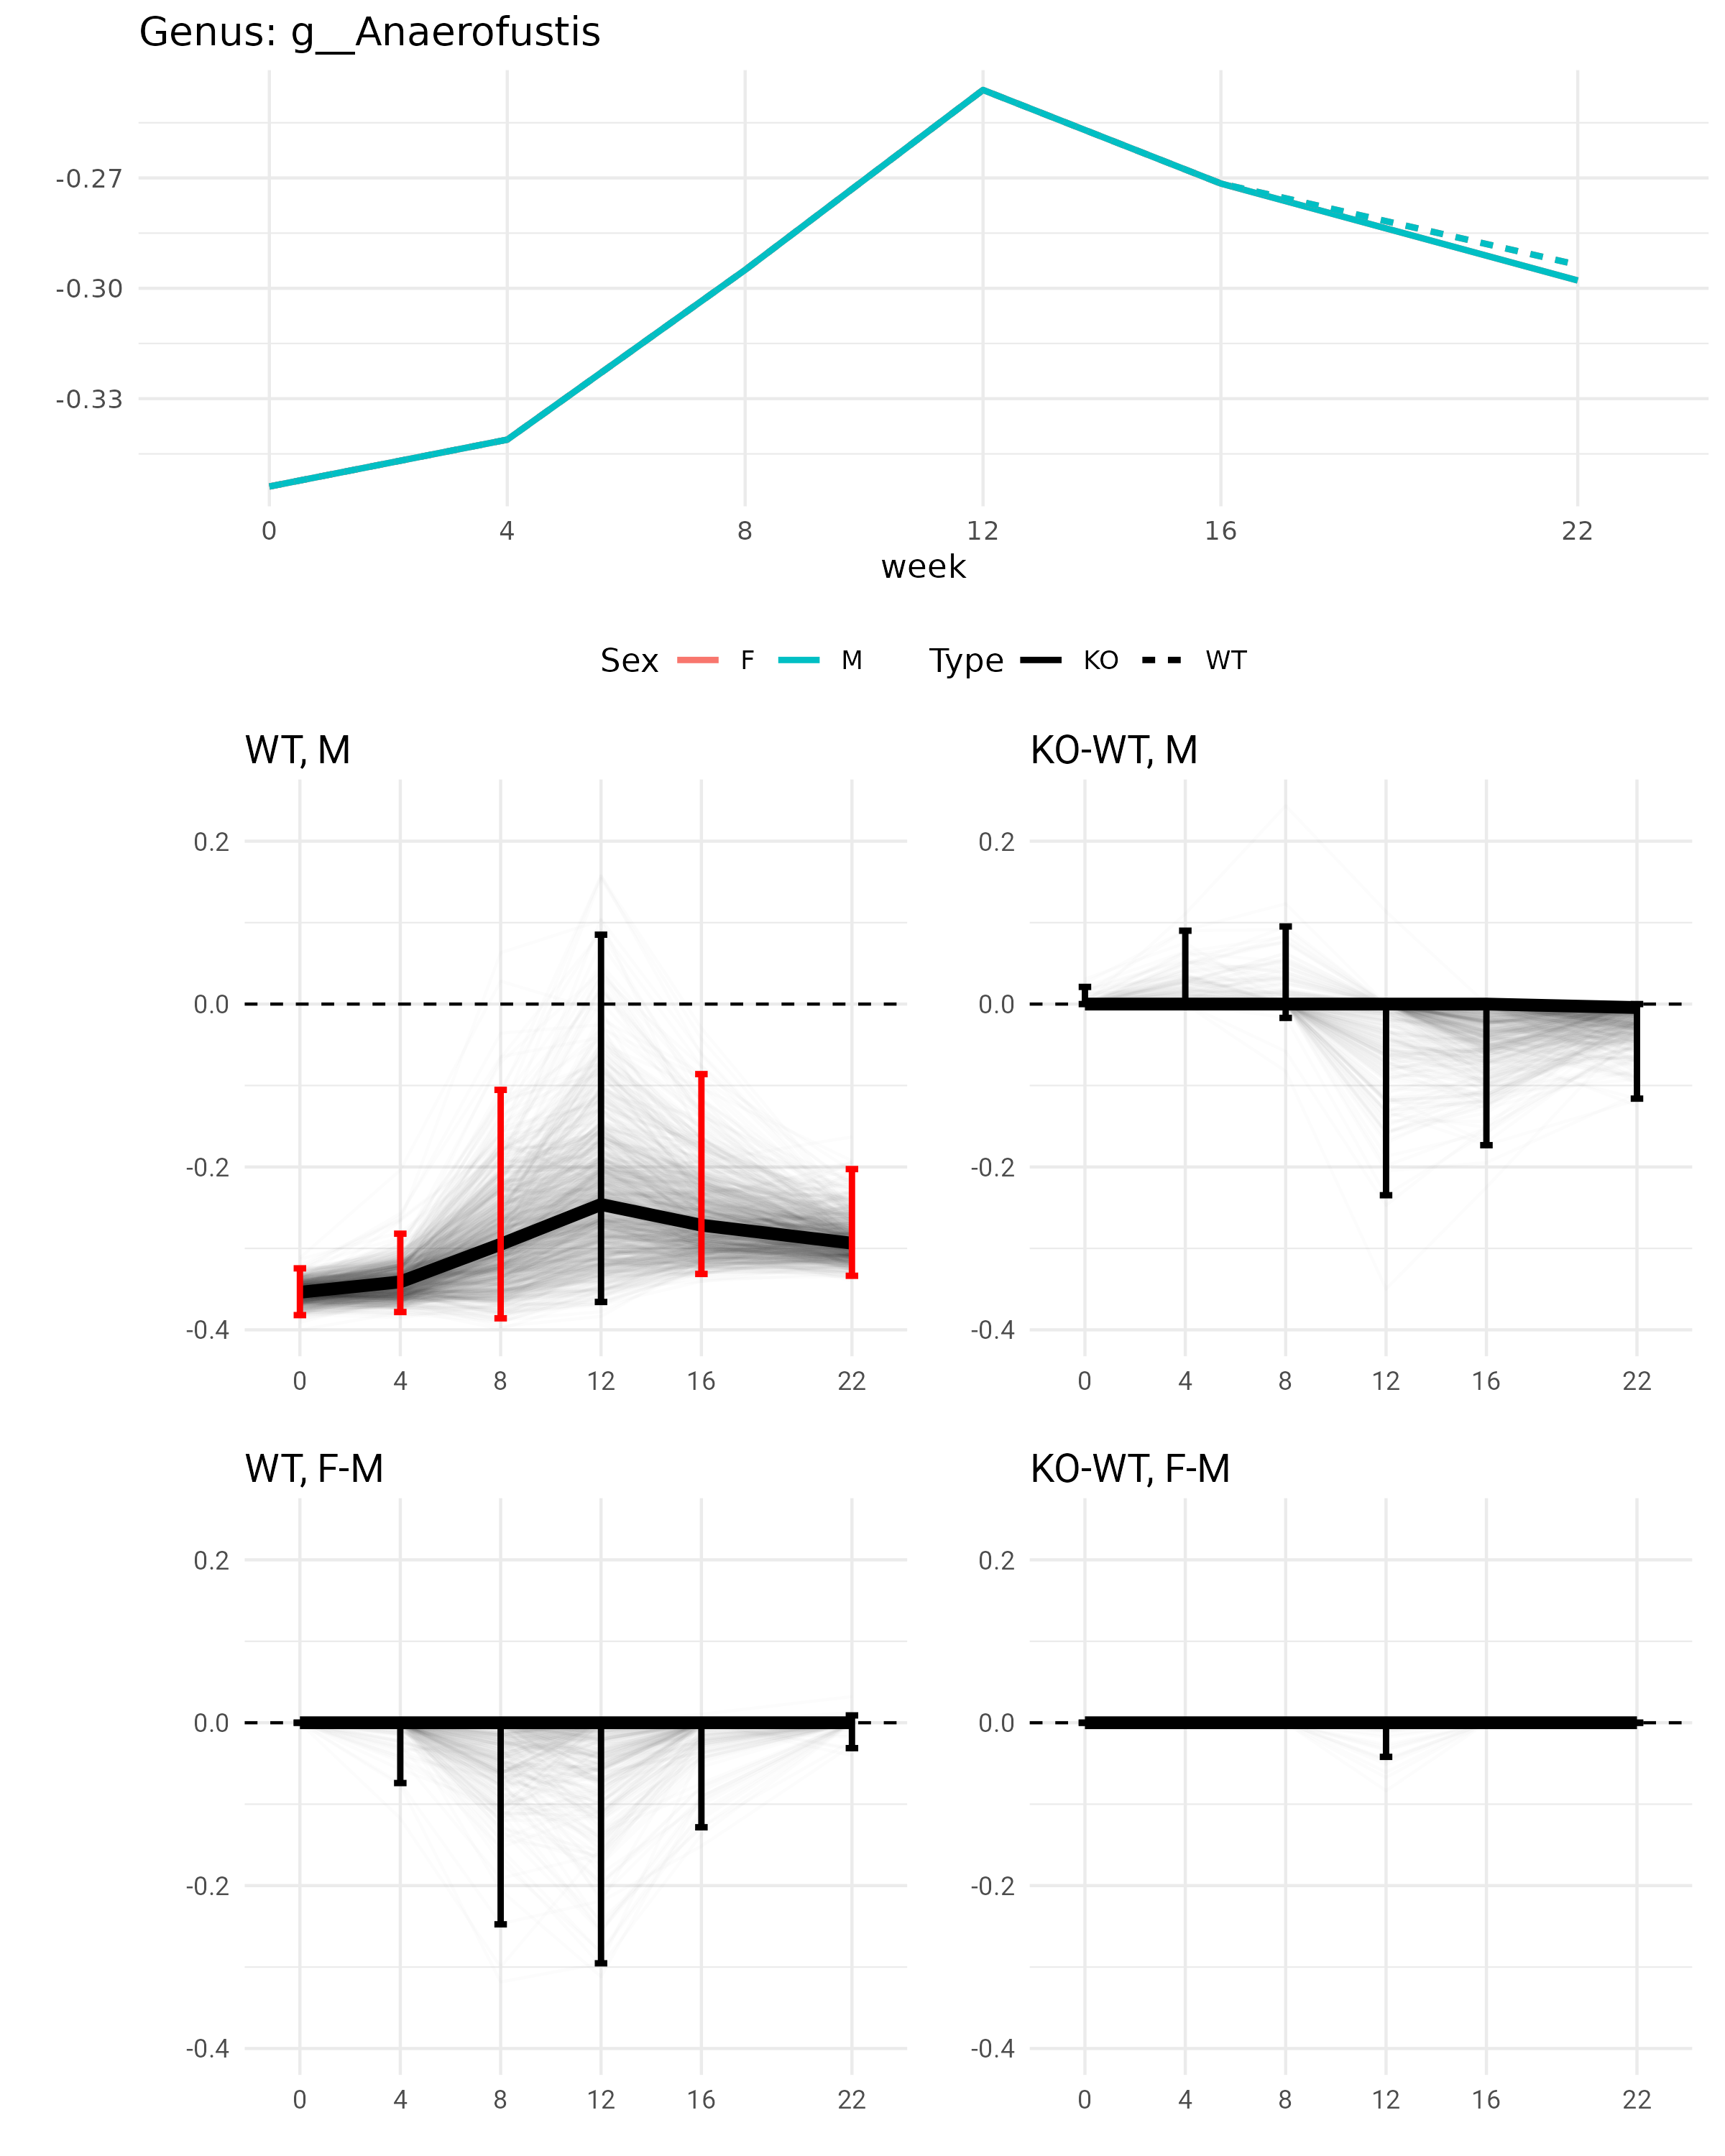 Genus: g__Anaerofustis
-0.27
-0.30
-0.33
0 4 8 12 16 22
week
Sex F M Type KO WT
WT, M KO-WT, M
0.2 0.2
0.0 0.0
-0.2 -0.2
-0.4 -0.4
0 4 8 12 16 22 0 4 8 12 16 22
WT, F-M KO-WT, F-M
0.2 0.2
0.0 0.0
-0.2 -0.2
-0.4 -0.4
0 4 8 12 16 22 0 4 8 12 16 22